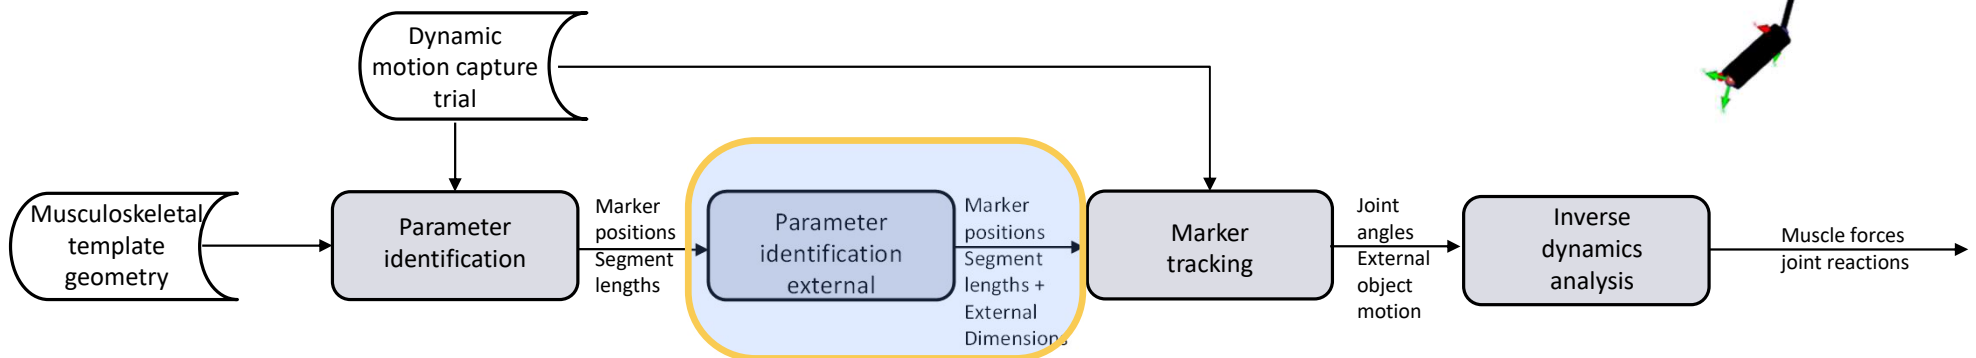 Dynamic
motion capture
trial
Musculoskeletal
template
geometry
Parameter
identification
Marker
positions
Segment
lengths
Parameter
identification
external
Marker
positions
Segment
lengths +
External
Dimensions
Marker
tracking
Joint
angles
External
object
motion
Inverse
dynamics
analysis
Muscle forces
joint reactions